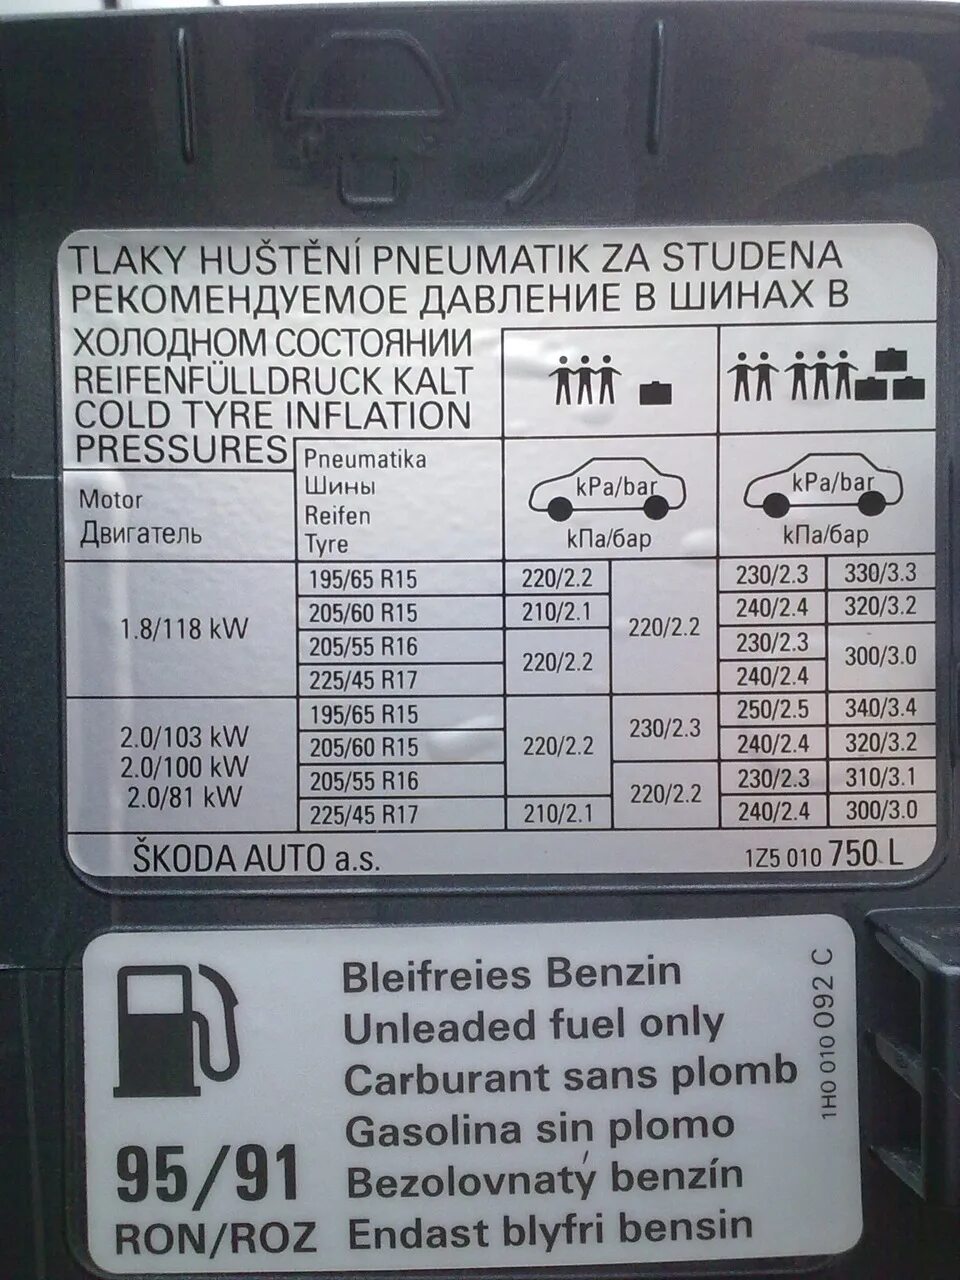 TLAKY HUŠTĚNÍ PNEUMATIK ZA STUDENA
РЕКОМЕНДУЕМОЕ ДАВЛЕНИЕ В ШИНАХ В
ХОЛОДНОМ СОСТОЯНИИ
REIFENFÜLLDRUCK KALT
COLD TYRE INFLATION
PRESSURES
Motor
Двигатель
Pneumatika
Шины
Reifen
Tyre
kPa/bar
кПа/бар
kPa/bar
кПа/бар
1.8/118 kW
195/65 R15 220/2.2 220/2.2 230/2.3 330/3.3
205/60 R15 210/2.1 240/2.4 320/3.2
205/55 R16 220/2.2 230/2.3 300/3.0
225/45 R17 240/2.4
2.0/103 kW
2.0/100 kW
2.0/81 kW
195/65 R15 220/2.2 230/2.3 250/2.5 340/3.4
205/60 R15 240/2.4 320/3.2
205/55 R16 220/2.2 230/2.3 310/3.1
225/45 R17 210/2.1 240/2.4 300/3.0
ŠKODA AUTO a.s. 1Z5 010 750 L
95/91
RON/ROZ
Bleifreies Benzin
Unleaded fuel only
Carburant sans plomb
Gasolina sin plomo
Bezolovnatý benzín
Endast blyfri bensin
1H0 010 092 C